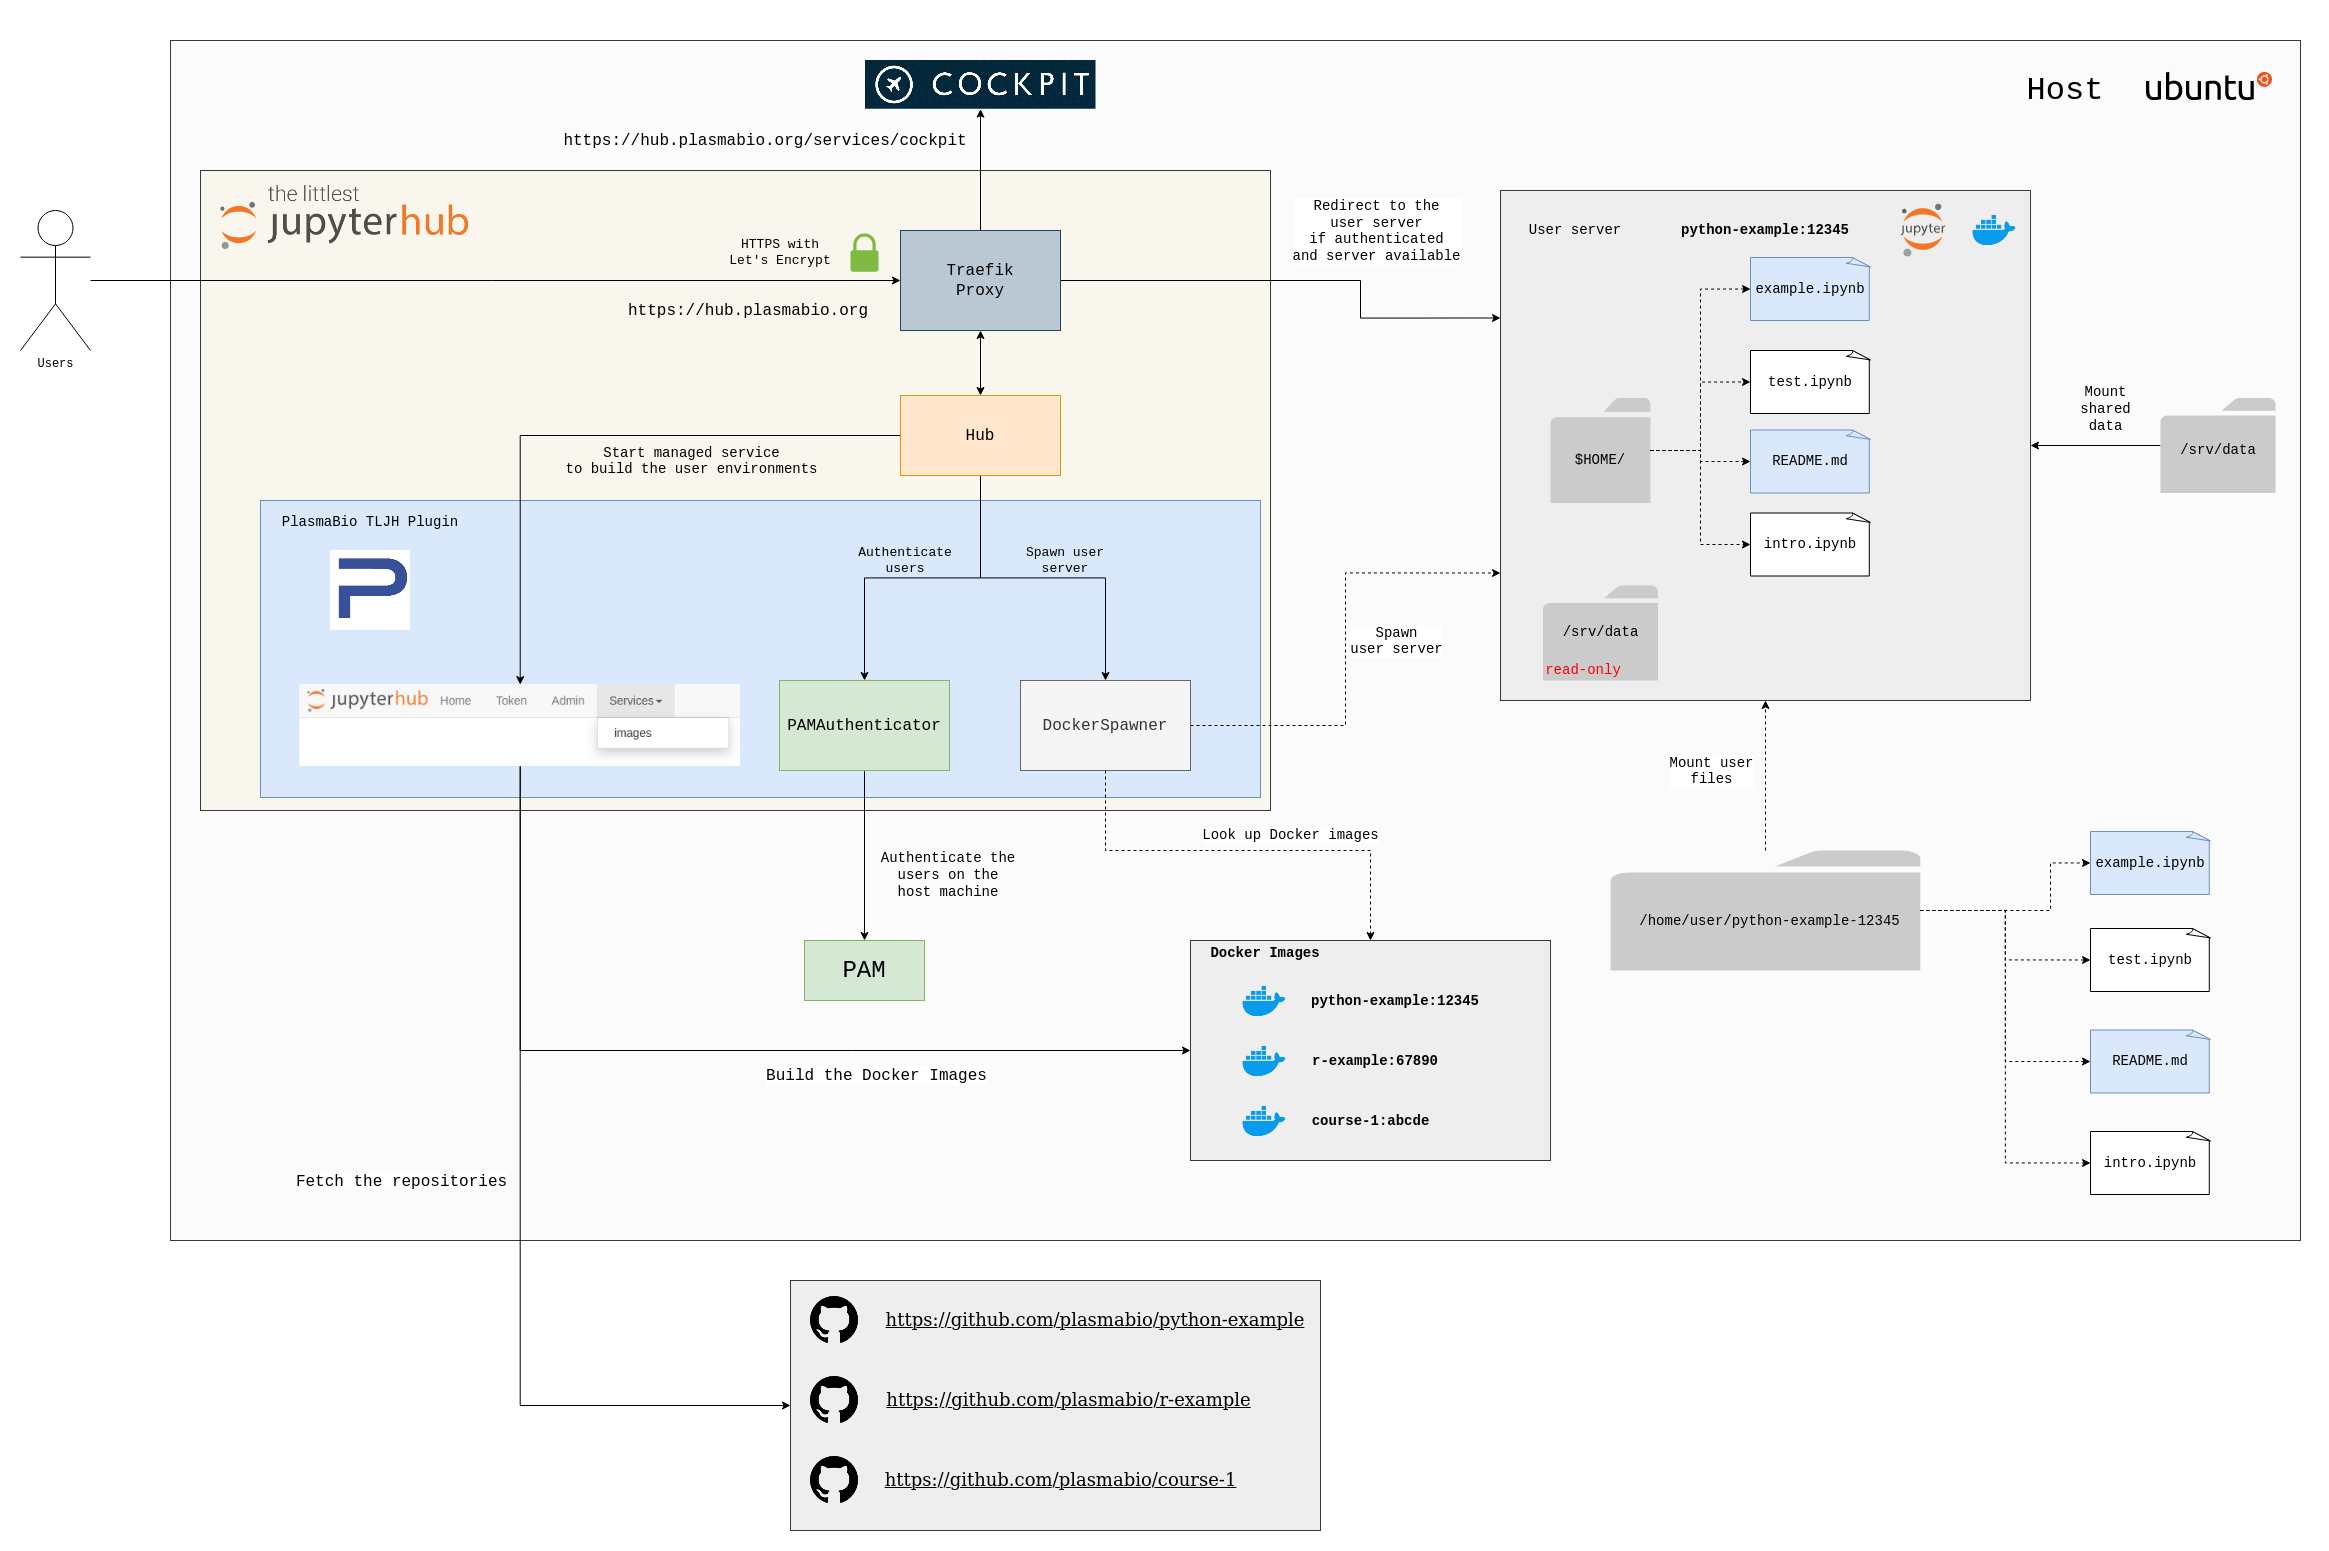 COCKPIT
Host ubuntu
https://hub.plasmabio.org/services/cockpit
the littlest
jupyterhub
HTTPS with
Let's Encrypt
Traefik
Proxy
https://hub.plasmabio.org
Users
Redirect to the
user server
if authenticated
and server available
User server
python-example:12345
jupyter
example.ipynb
test.ipynb
README.md
intro.ipynb
$HOME/
/srv/data
read-only
Mount
shared
data
/srv/data
Hub
Start managed service
to build the user environments
PlasmaBio TLJH Plugin
Authenticate
users
Spawn user
server
jupyterhub Home Token Admin Services
images
PAMAuthenticator
DockerSpawner
Spawn
user server
Mount user
files
Look up Docker images
Authenticate the
users on the
host machine
PAM
Docker Images
python-example:12345
r-example:67890
course-1:abcde
/home/user/python-example-12345
example.ipynb
test.ipynb
README.md
intro.ipynb
Build the Docker Images
Fetch the repositories
https://github.com/plasmabio/python-example
https://github.com/plasmabio/r-example
https://github.com/plasmabio/course-1